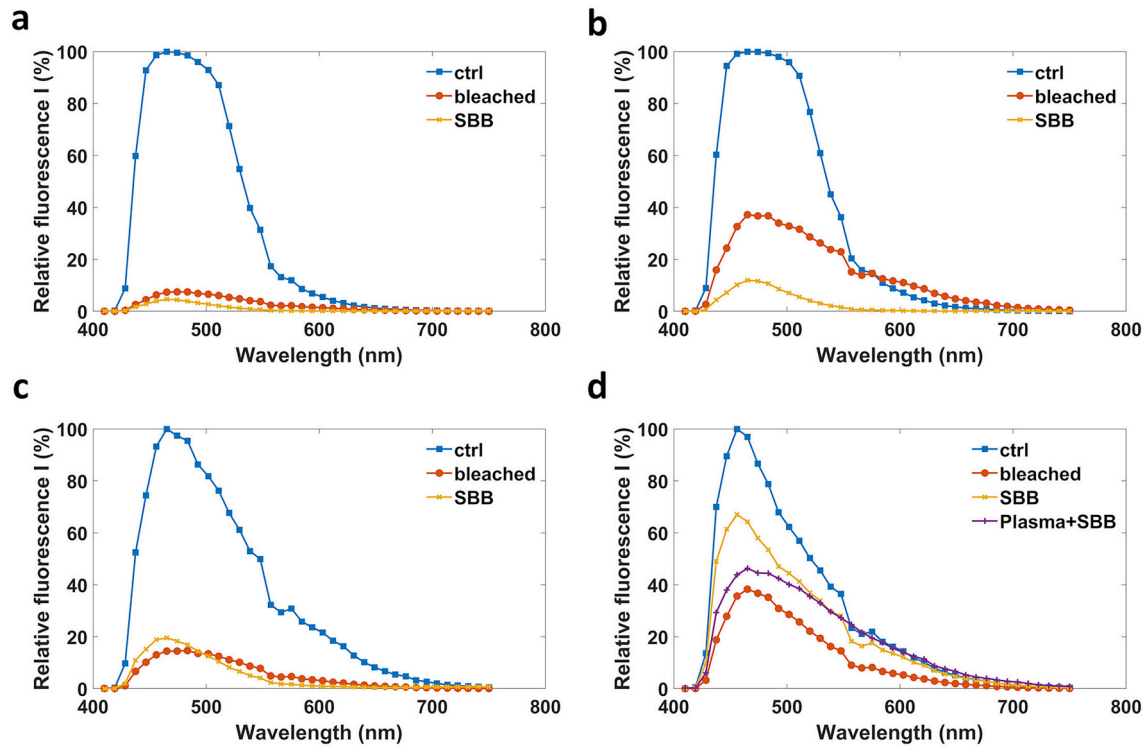 a
Relative fluorescence I (%)
100
80
60
40
20
0
400
500
600
700
800
Wavelength (nm)
ctrl
bleached
SBB
b
Relative fluorescence I (%)
100
80
60
40
20
0
400
500
600
700
800
Wavelength (nm)
ctrl
bleached
SBB
c
Relative fluorescence I (%)
100
80
60
40
20
0
400
500
600
700
800
Wavelength (nm)
ctrl
bleached
SBB
d
Relative fluorescence I (%)
100
80
60
40
20
0
400
500
600
700
800
Wavelength (nm)
ctrl
bleached
SBB
Plasma+SBB